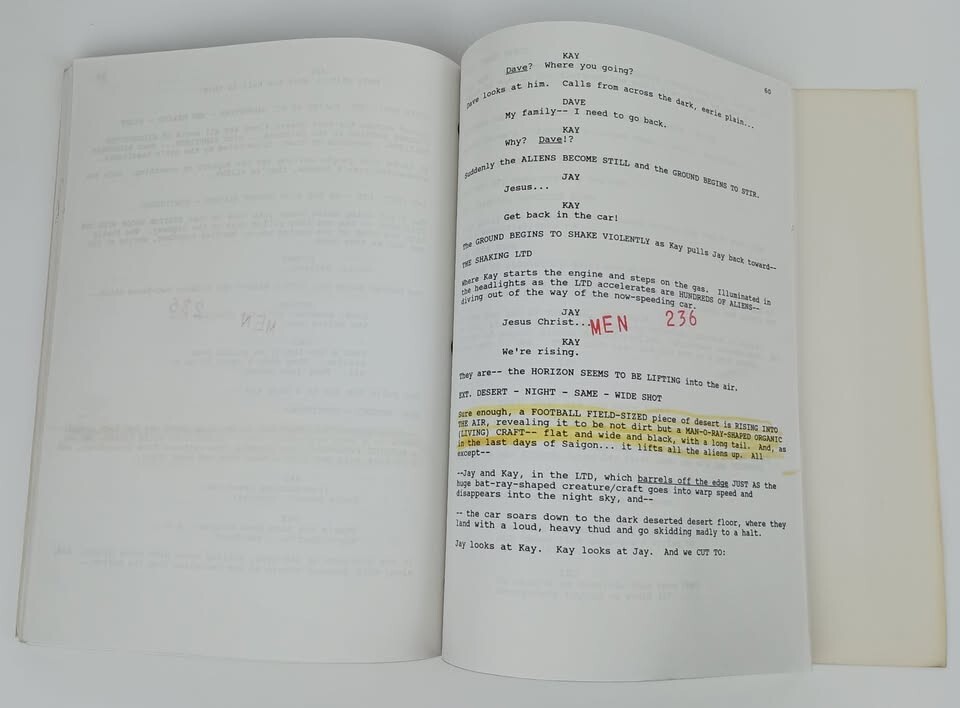 60
KAY
Dave? Where you going?
Dave looks at him. Calls from across the dark, eerie plain...
DAVE
My family-- I need to go back.
KAY
Why? Dave!?
Suddenly the ALIENS BECOME STILL and the GROUND BEGINS TO STIR.
JAY
Jesus...
KAY
Get back in the car!
The GROUND BEGINS TO SHAKE VIOLENTLY as Kay pulls Jay back toward--
THE SHAKING LTD
Where Kay starts the engine and steps on the gas. Illuminated in
the headlights as the LTD accelerates are HUNDREDS OF ALIENS--
diving out of the way of the now-speeding car.
JAY
Jesus Christ...
MEN 236
KAY
We're rising.
They are-- the HORIZON SEEMS TO BE LIFTING into the air.
EXT. DESERT - NIGHT - SAME - WIDE SHOT
Sure enough, a FOOTBALL FIELD-SIZED piece of desert is RISING INTO
THE AIR, revealing it to be not dirt but a MAN-O-RAY-SHAPED ORGANIC
(LIVING) CRAFT-- flat and wide and black, with a long tail. And, as
in the last days of Saigon... it lifts all the aliens up. All
except--
--Jay and Kay, in the LTD, which barrels off the edge JUST AS the
huge bat-ray-shaped creature/craft goes into warp speed and
disappears into the night sky, and--
-- the car soars down to the dark deserted desert floor, where they
land with a loud, heavy thud and go skidding madly to a halt.
Jay looks at Kay. Kay looks at Jay. And we CUT TO: